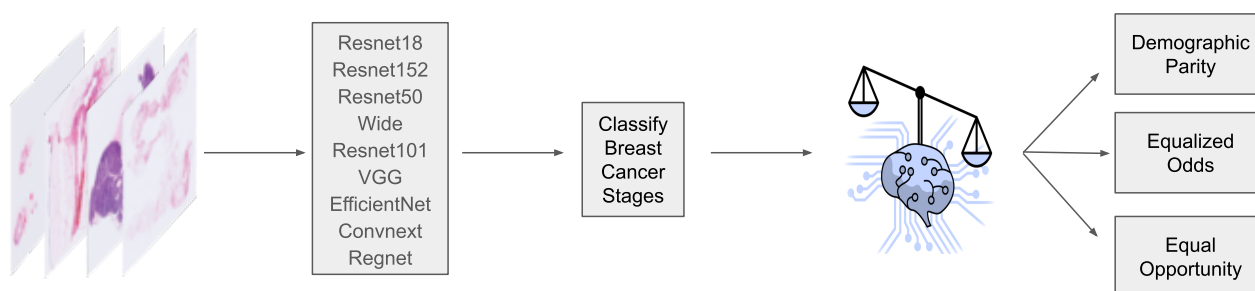 Resnet18
Resnet152
Resnet50
Wide
Resnet101
VGG
EfficientNet
Convnext
Regnet
Classify
Breast
Cancer
Stages
Demographic
Parity
Equalized
Odds
Equal
Opportunity